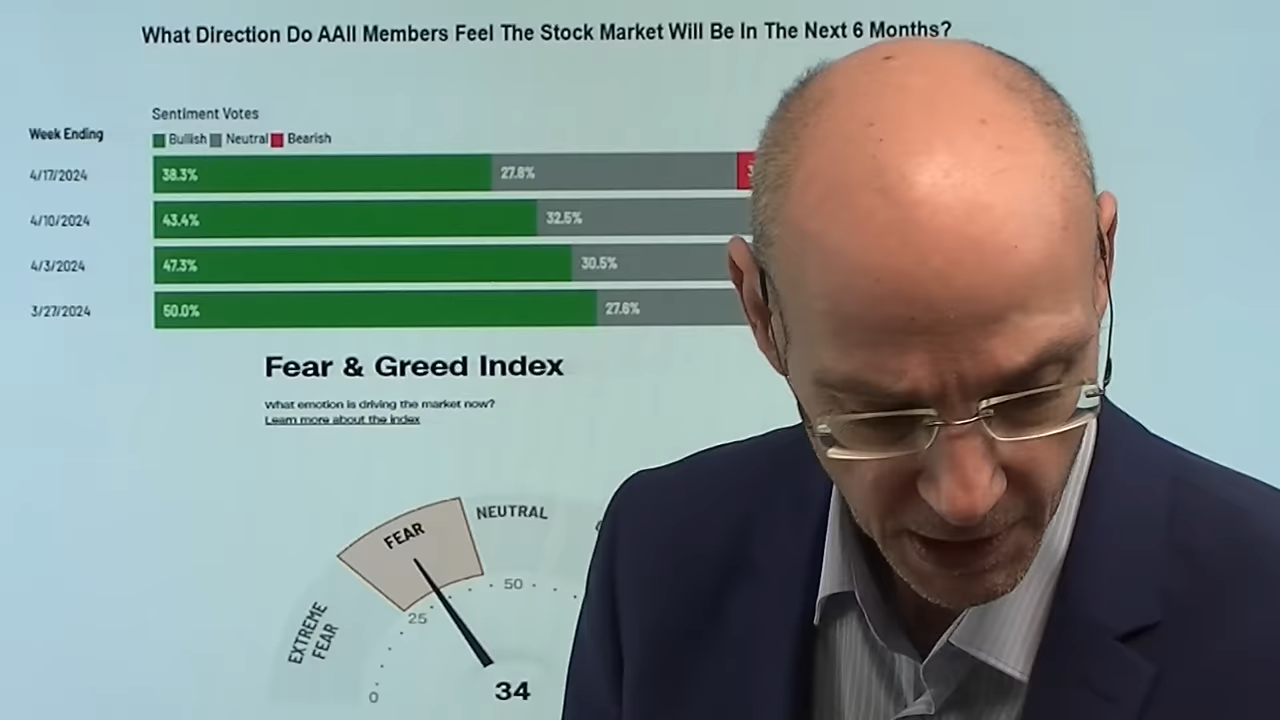 What Direction Do AAII Members Feel The Stock Market Will Be In The Next 6 Months?
Sentiment Votes
Week Ending
Bullish Neutral Bearish
4/17/2024 38.3% 27.8% 3
4/10/2024 43.4% 32.5%
4/3/2024 47.3% 30.5%
3/27/2024 50.0% 27.6%
Fear & Greed Index
What emotion is driving the market now?
Learn more about the index
EXTREME FEAR
FEAR
NEUTRAL
0
25
50
34